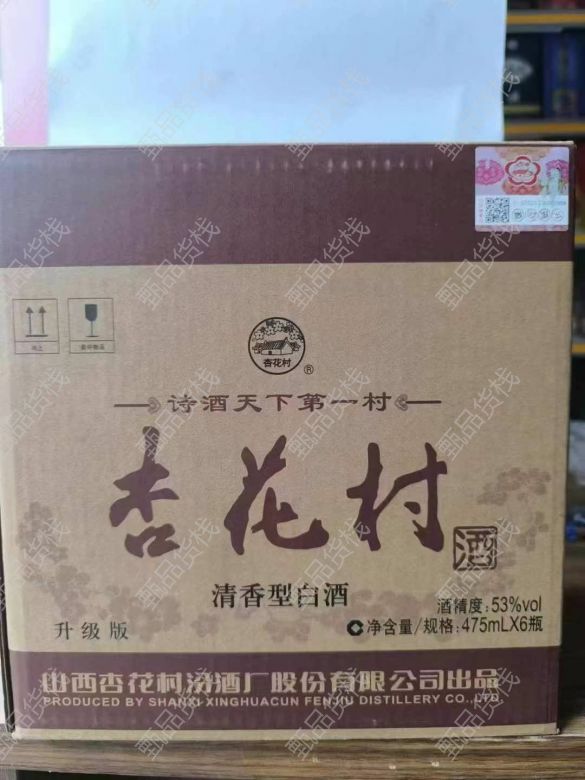 杏花村
®
诗酒天下第一村
杏花村 酒
清香型白酒
酒精度:53%vol
升级版
净含量/规格:475mLX6瓶
山西杏花村汾酒厂股份有限公司出品
PRODUCED BY SHANXI XINGHUACUN FENJIU DISTILLERY CO.,LTD.
甄品货栈